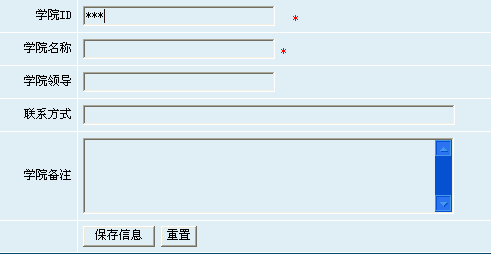 学院ID *** *
学院名称 *
学院领导
联系方式
学院备注
保存信息 重置